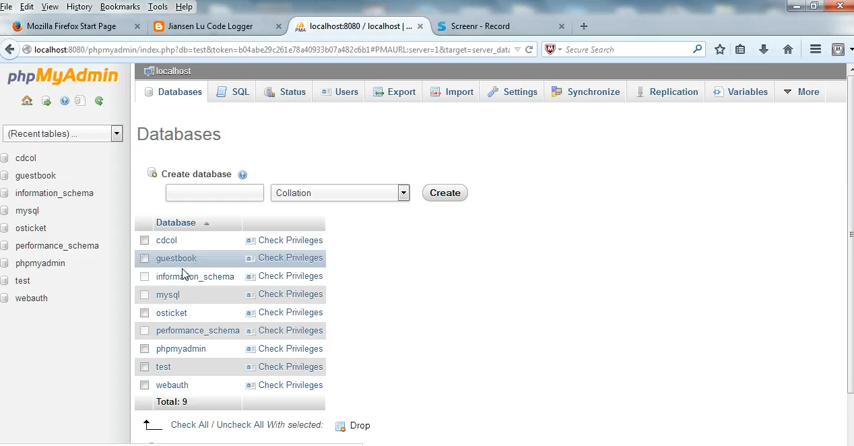 File Edit View History Bookmarks Tools Help
Mozilla Firefox Start Page Jiansen Lu Code Logger localhost:8080 / localhost | ... Screenr - Record
localhost:8080/phpmyadmin/index.php?db=test&token=b04abe29c261e78a40933b07a482c6b1#PMAURL:server=1&target=server_data Secure Search
phpMyAdmin
(Recent tables) ...
cdcol
guestbook
information_schema
mysql
osticket
performance_schema
phpmyadmin
test
webauth
localhost
Databases SQL Status Users Export Import Settings Synchronize Replication Variables More
Databases
Create database
Collation Create
Database
cdcol Check Privileges
guestbook Check Privileges
information_schema Check Privileges
mysql Check Privileges
osticket Check Privileges
performance_schema Check Privileges
phpmyadmin Check Privileges
test Check Privileges
webauth Check Privileges
Total: 9
Check All / Uncheck All With selected: Drop